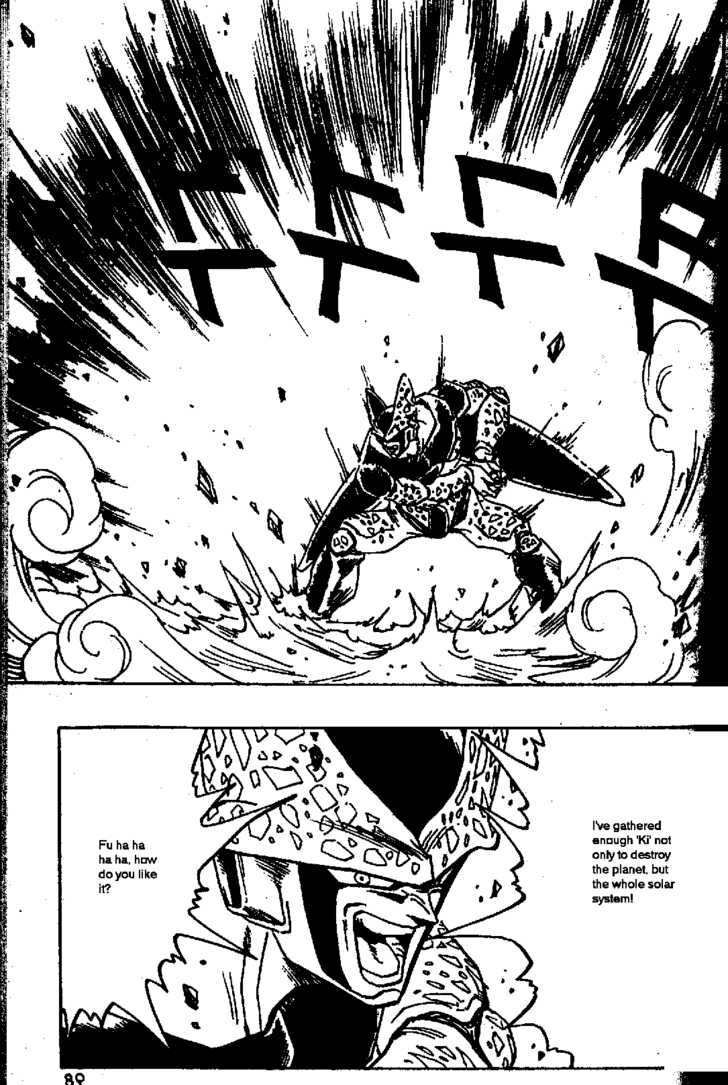 I've gathered
enough 'Ki' not
only to destroy
the planet, but
the whole solar
system!
Fu ha ha
ha ha, how
do you like
it?